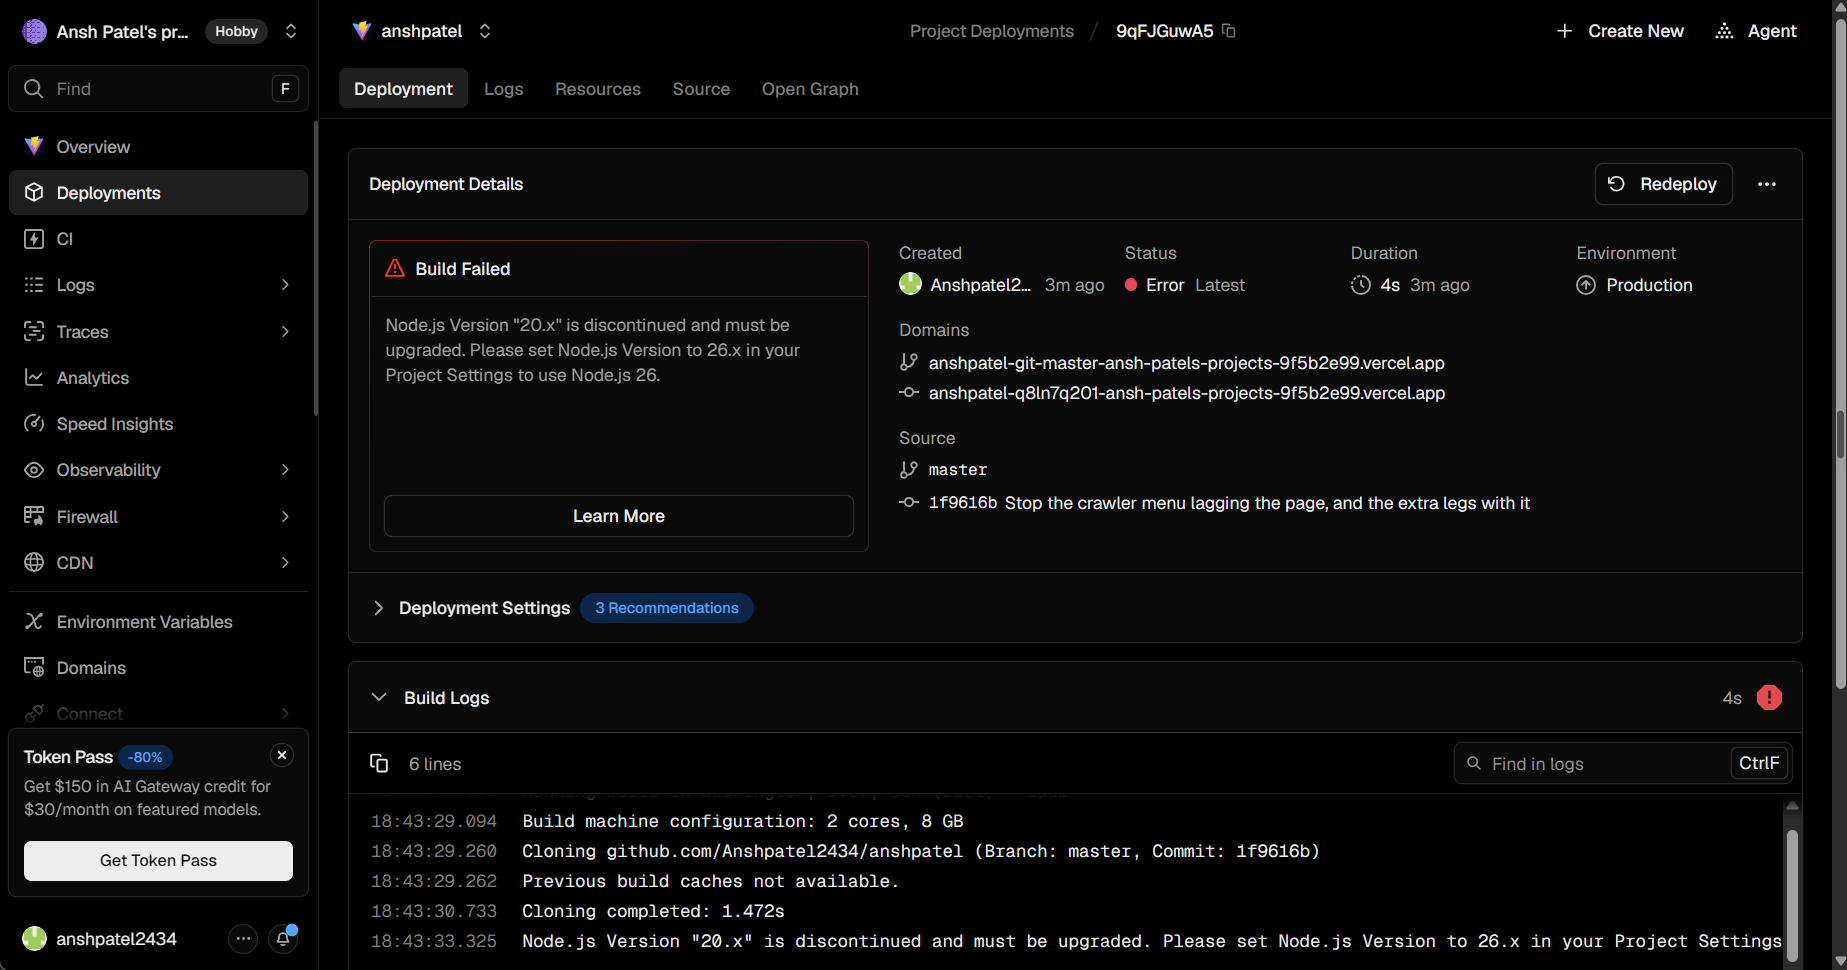 Ansh Patel's pr... Hobby
anshpatel
Project Deployments / 9qFJGuwA5
Create New
Agent
Find F
Deployment
Logs
Resources
Source
Open Graph
Overview
Deployments
CI
Logs
Traces
Analytics
Speed Insights
Observability
Firewall
CDN
Environment Variables
Domains
Connect
Token Pass -80%
Get $150 in AI Gateway credit for
$30/month on featured models.
Get Token Pass
anshpatel2434
Deployment Details
Redeploy
Build Failed
Node.js Version "20.x" is discontinued and must be
upgraded. Please set Node.js Version to 26.x in your
Project Settings to use Node.js 26.
Learn More
Created
Anshpatel2... 3m ago
Status
Error Latest
Duration
4s 3m ago
Environment
Production
Domains
anshpatel-git-master-ansh-patels-projects-9f5b2e99.vercel.app
anshpatel-q8ln7q201-ansh-patels-projects-9f5b2e99.vercel.app
Source
master
1f9616b Stop the crawler menu lagging the page, and the extra legs with it
Deployment Settings 3 Recommendations
Build Logs
4s
6 lines
Find in logs CtrlF
18:43:29.094 Build machine configuration: 2 cores, 8 GB
18:43:29.260 Cloning github.com/Anshpatel2434/anshpatel (Branch: master, Commit: 1f9616b)
18:43:29.262 Previous build caches not available.
18:43:30.733 Cloning completed: 1.472s
18:43:33.325 Node.js Version "20.x" is discontinued and must be upgraded. Please set Node.js Version to 26.x in your Project Settings